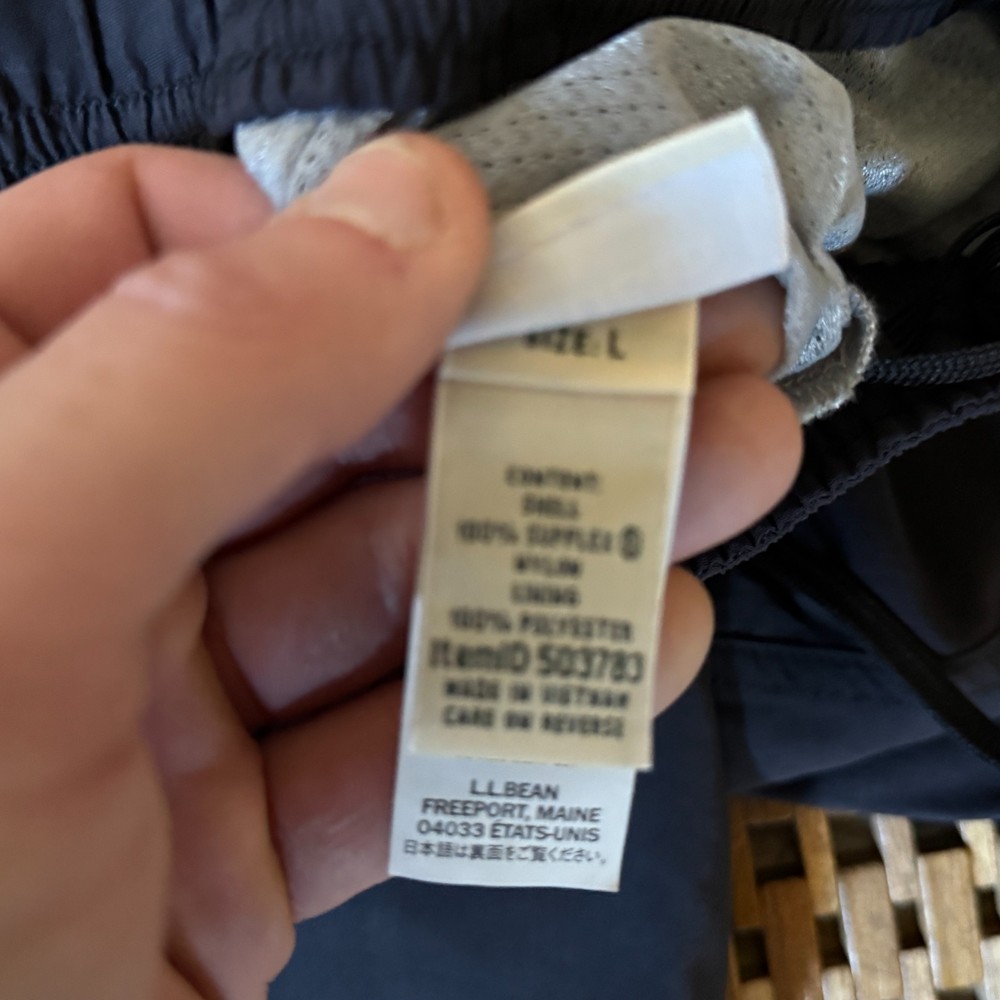 SIZE: L
CONTENT:
SHELL
100% SUPPLEX ®
NYLON
LINING
100% POLYESTER
ItemID 503783
MADE IN VIETNAM
CARE ON REVERSE
L.L.BEAN
FREEPORT, MAINE
04033 ÉTATS-UNIS
日本語は裏面をご覧ください。